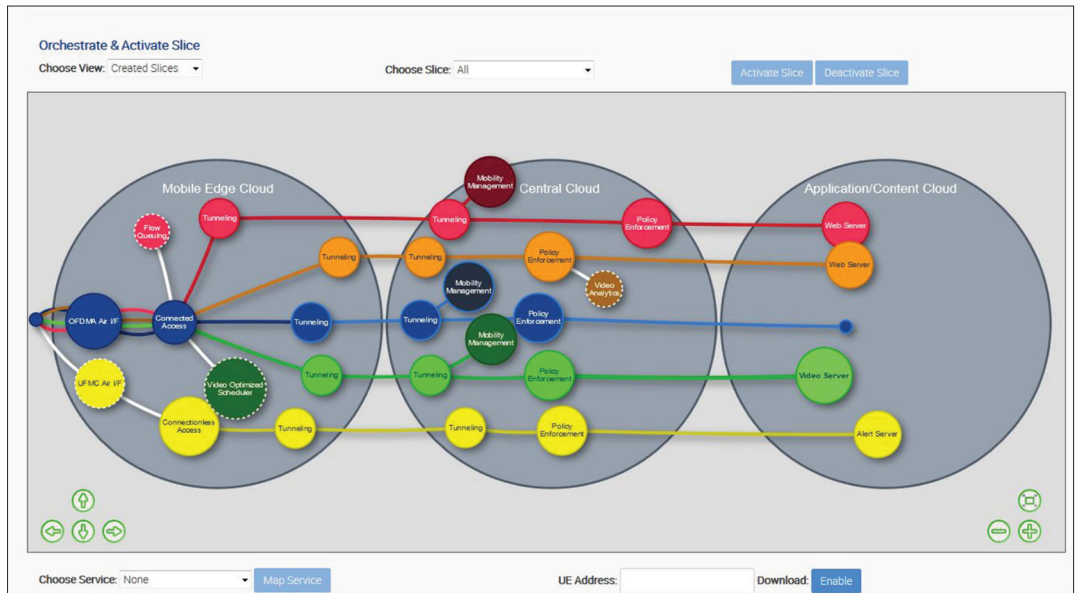 Orchestrate & Activate Slice
Choose View: Created Slices
Choose Slice: All
Activate Slice
Deactivate Slice
Mobile Edge Cloud
Central Cloud
Application/Content Cloud
Mobility
Management
Flow
Queuing
Tunneling
Tunneling
Policy
Enforcement
Web Server
Tunneling
Tunneling
Policy
Enforcement
Web Server
Mobility
Management
Video
Analytics
OFDMA Air I/F
Connected
Access
Tunneling
Tunneling
Policy
Enforcement
Mobility
Management
UFMC Air I/F
Video Optimized
Scheduler
Tunneling
Tunneling
Policy
Enforcement
Video Server
Connectionless
Access
Tunneling
Tunneling
Policy
Enforcement
Alert Server
Choose Service: None
Map Service
UE Address:
Download:
Enable